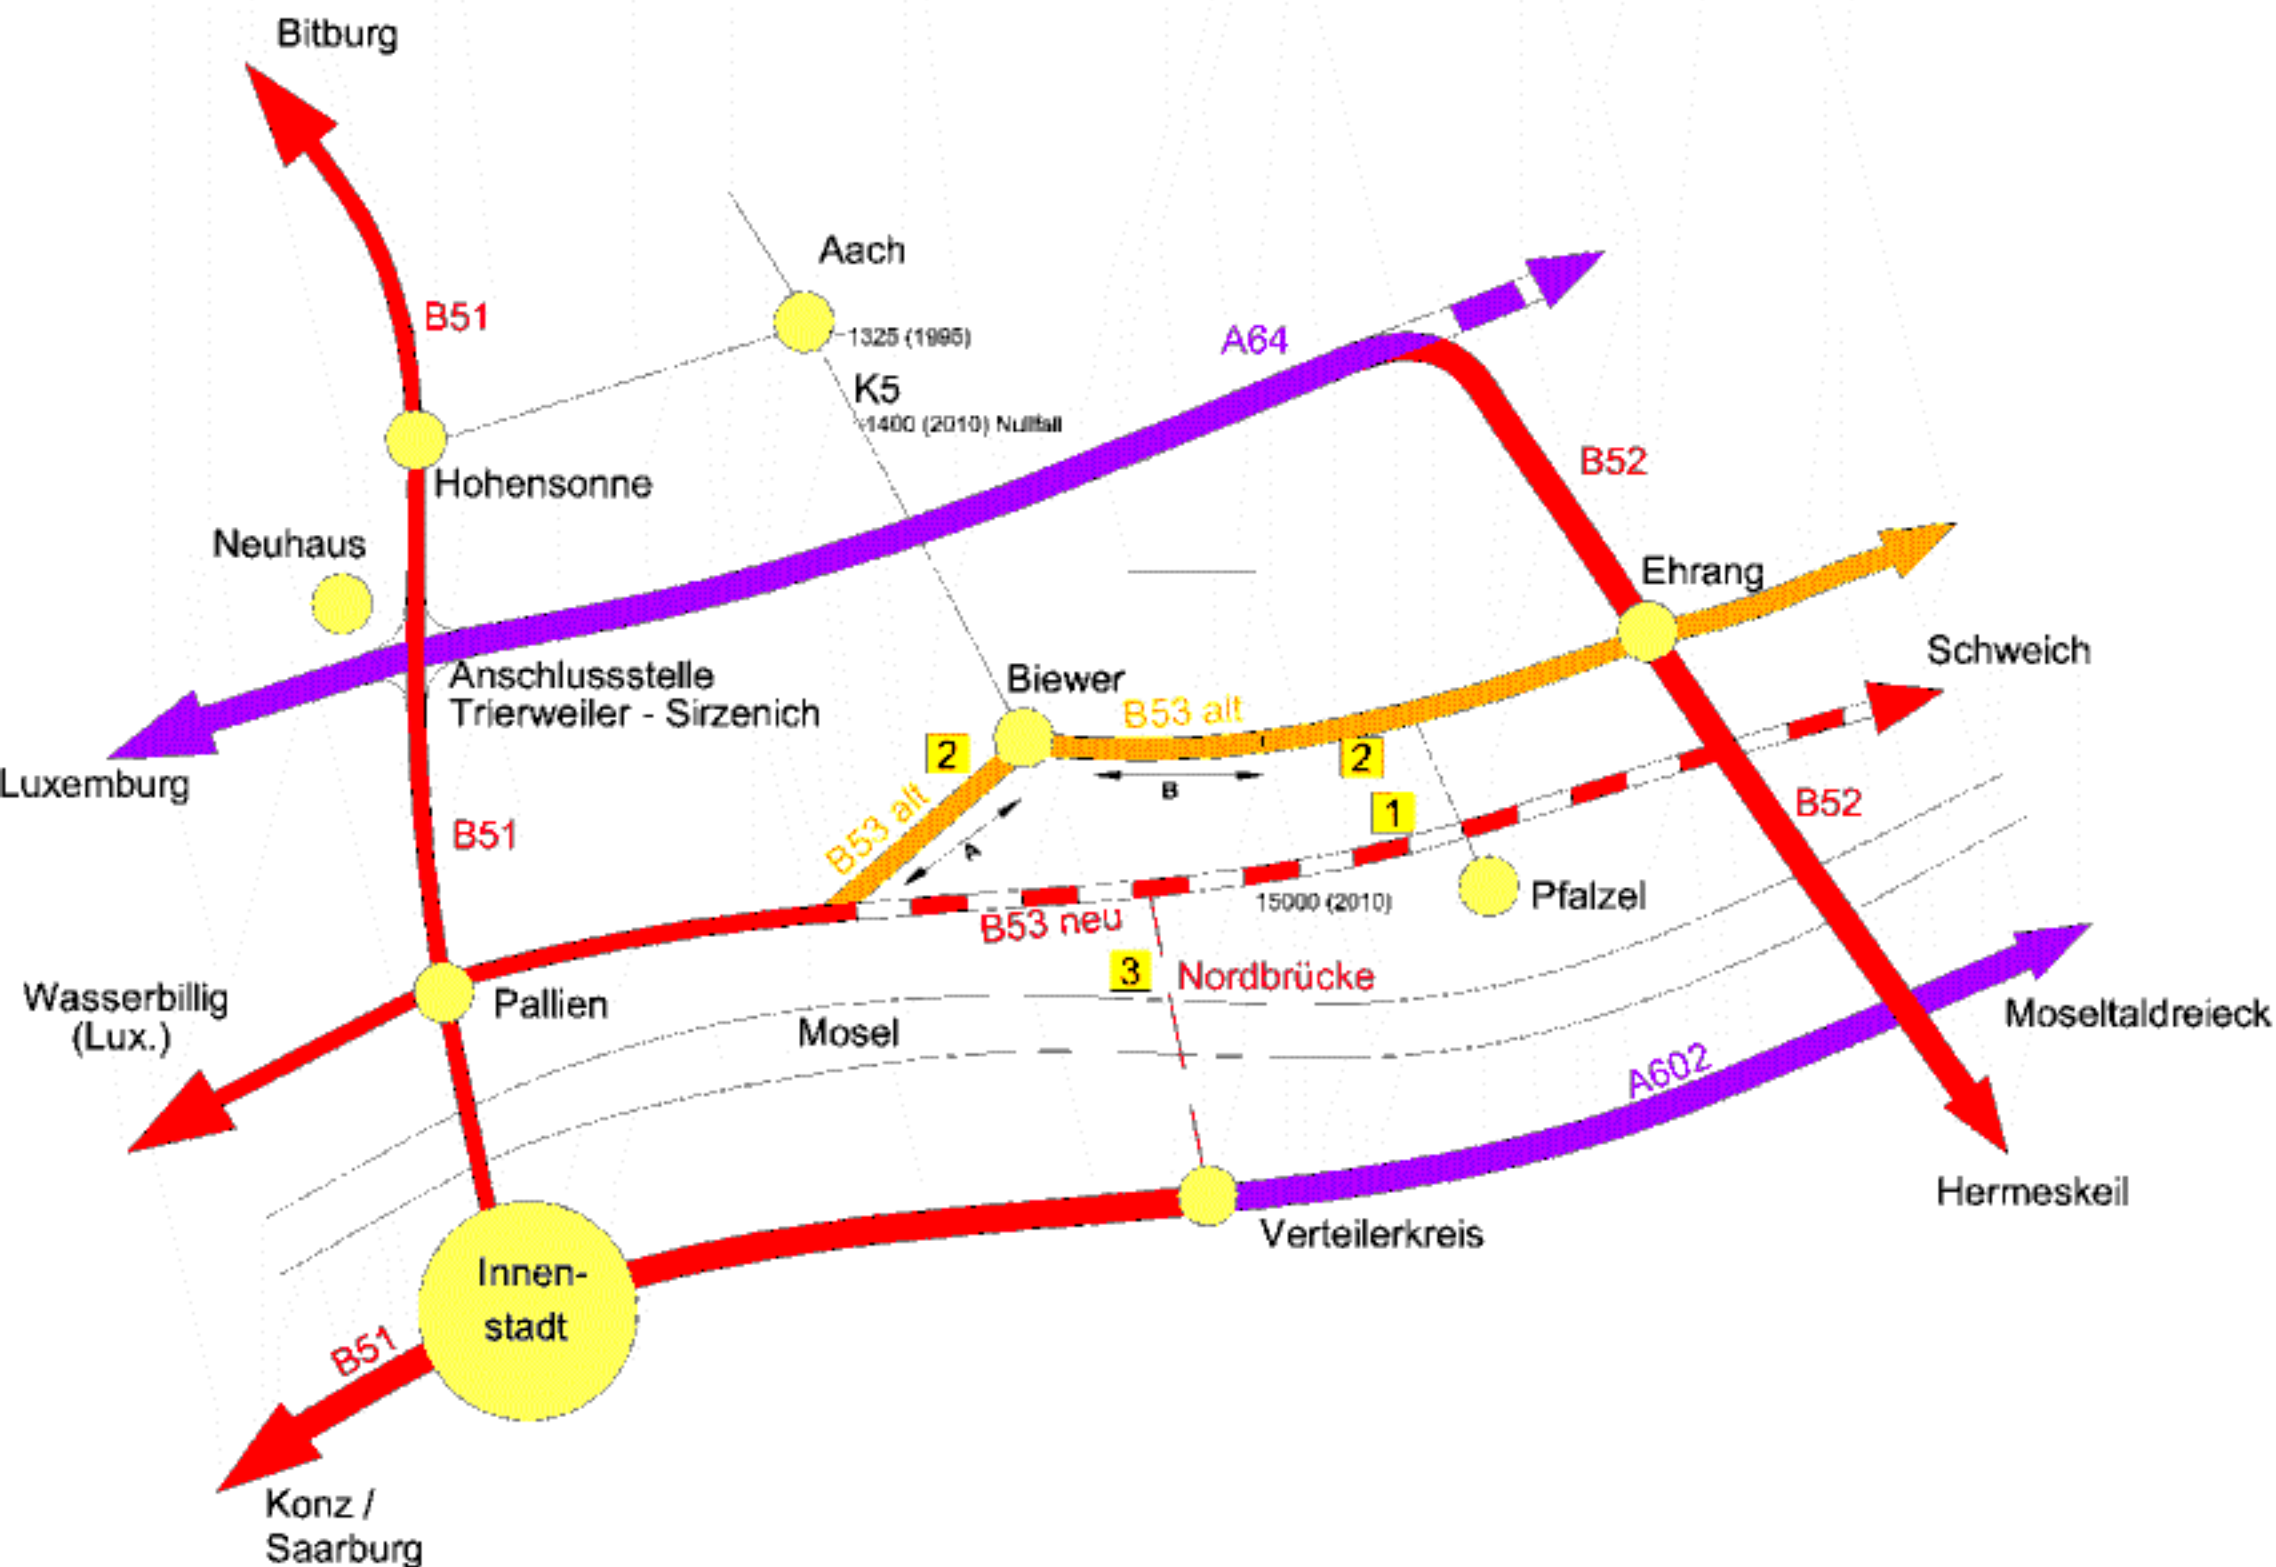 Bitburg
Aach
B51
1325 (1995)
A64
K5
1400 (2010) Nullfall
B52
Hohensonne
Neuhaus
Ehrang
Schweich
Anschlussstelle
Trierweiler - Sirzenich
Biewer
B53 alt
2
2
Luxemburg
B
B52
B51
B53 alt
A
1
Pfalzel
15000 (2010)
B53 neu
3
Nordbrücke
Wasserbillig
(Lux.)
Pallien
Mosel
Moseltaldreieck
A602
Hermeskeil
Verteilerkreis
Innen-
stadt
B51
Konz /
Saarburg